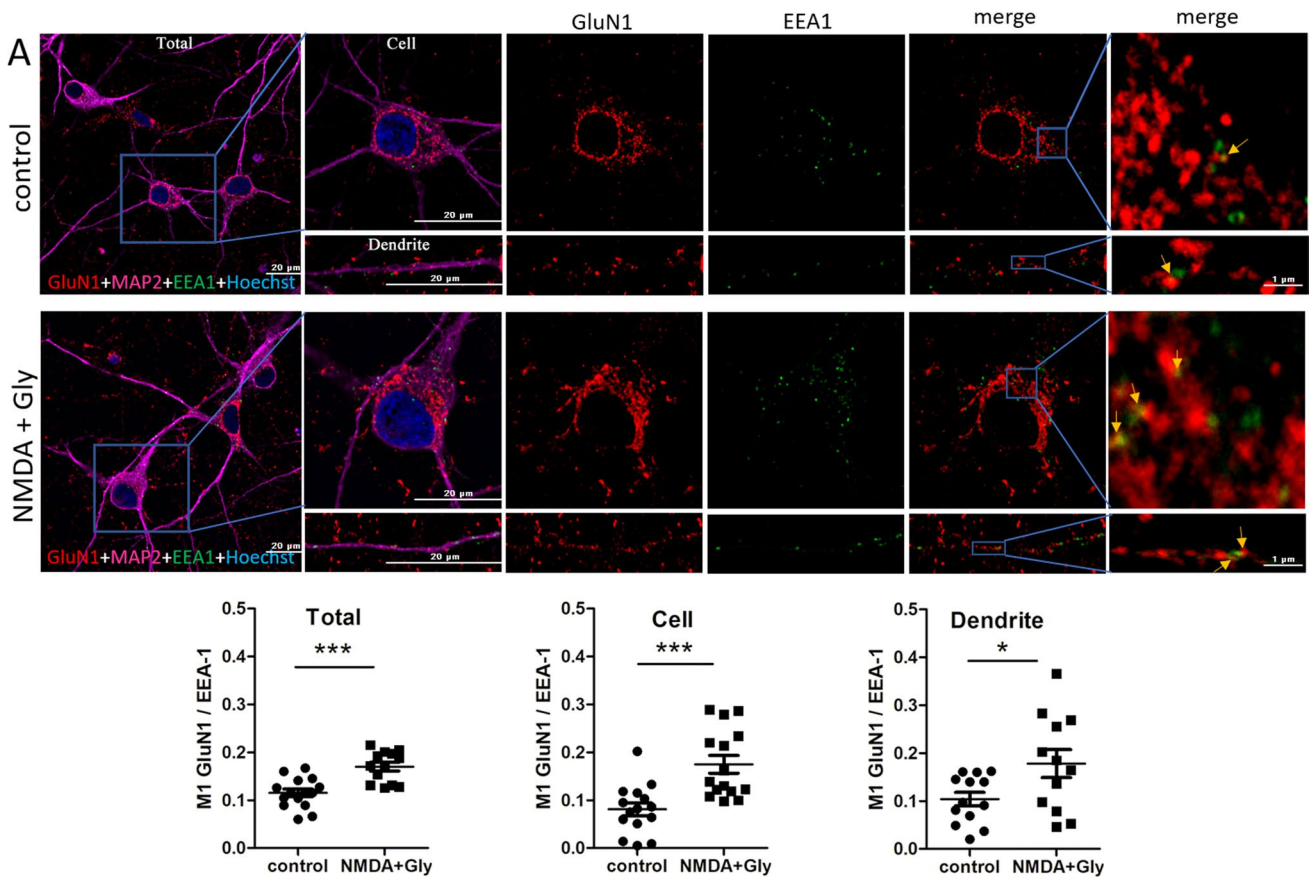 GluN1 EEA1 merge merge
A
Total Cell
control
20 µm
Dendrite
20 µm
GluN1+MAP2+EEA1+Hoechst
20 µm
1 µm
NMDA + Gly
20 µm
GluN1+MAP2+EEA1+Hoechst
20 µm
20 µm
1 µm
Total
***
M1 GluN1 / EEA-1
0.5
0.4
0.3
0.2
0.1
0.0
control NMDA+Gly
Cell
***
M1 GluN1 / EEA-1
0.5
0.4
0.3
0.2
0.1
0.0
control NMDA+Gly
Dendrite
*
M1 GluN1 / EEA-1
0.5
0.4
0.3
0.2
0.1
0.0
control NMDA+Gly